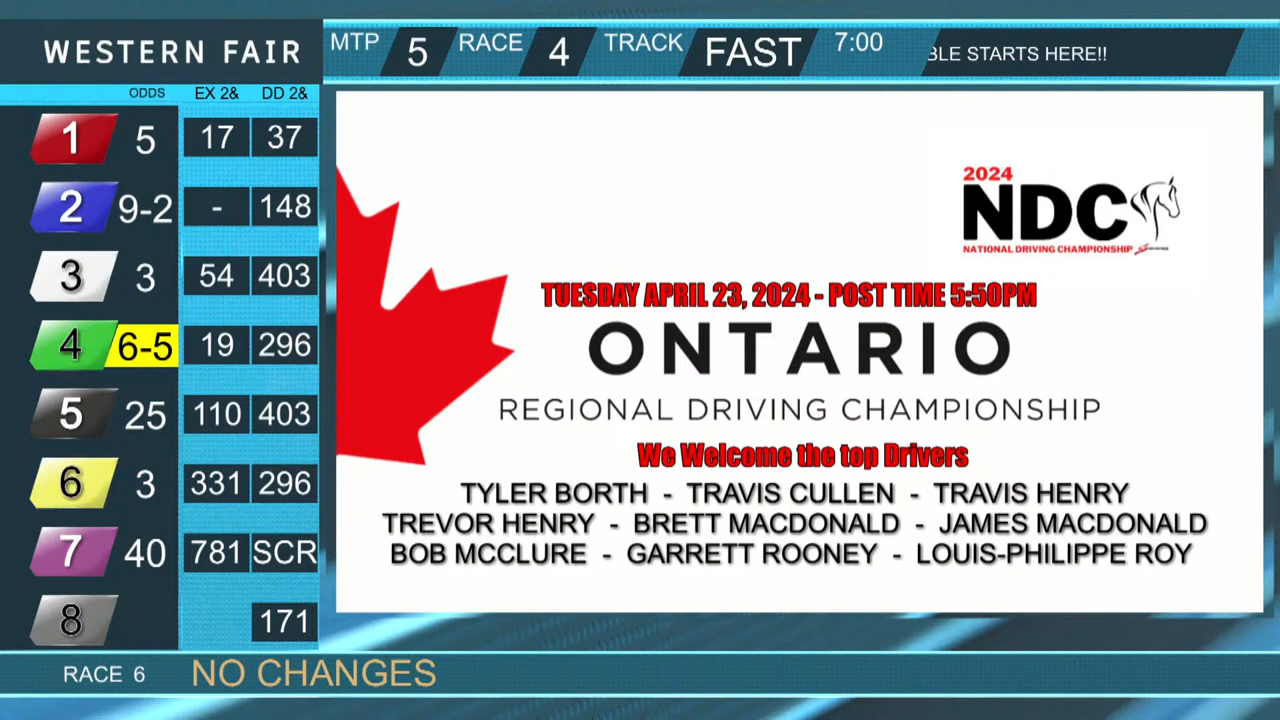 WESTERN FAIR
MTP 5 RACE 4 TRACK FAST 7:00 BLE STARTS HERE!!
ODDS EX 2& DD 2&
1 5 17 37
2 9-2 - 148
3 3 54 403
4 6-5 19 296
5 25 110 403
6 3 331 296
7 40 781 SCR
8 171
2024
NDC
NATIONAL DRIVING CHAMPIONSHIP
TUESDAY APRIL 23, 2024 - POST TIME 5:50PM
ONTARIO
REGIONAL DRIVING CHAMPIONSHIP
We Welcome the top Drivers
TYLER BORTH - TRAVIS CULLEN - TRAVIS HENRY
TREVOR HENRY - BRETT MACDONALD - JAMES MACDONALD
BOB MCCLURE - GARRETT ROONEY - LOUIS-PHILIPPE ROY
RACE 6 NO CHANGES